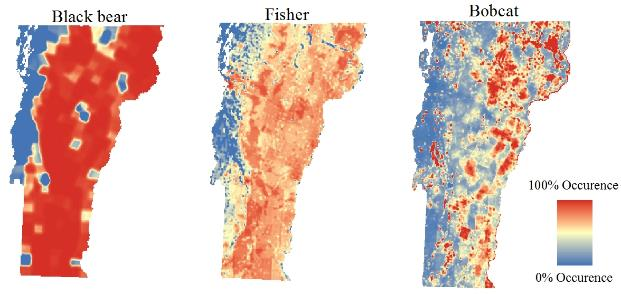 Black bear
Fisher
Bobcat
100% Occurence
0% Occurence